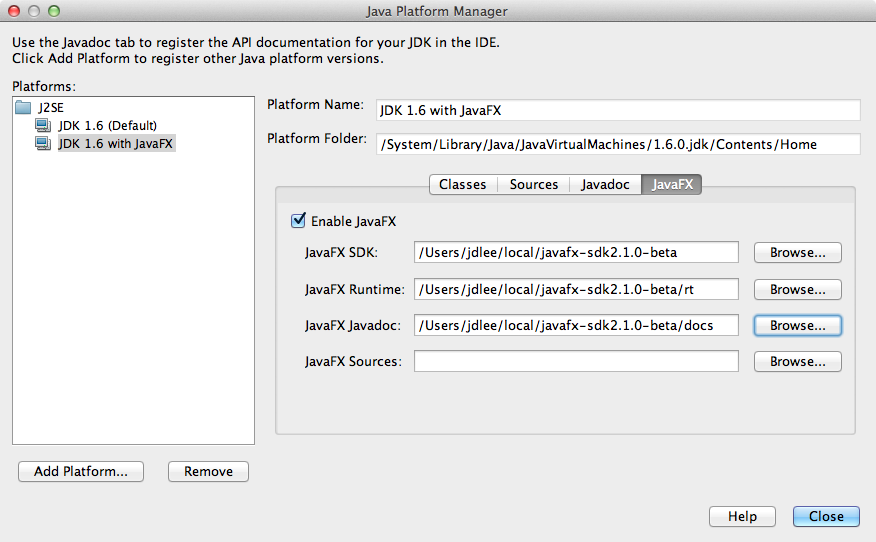 Java Platform Manager
Use the Javadoc tab to register the API documentation for your JDK in the IDE.
Click Add Platform to register other Java platform versions.
Platforms:
J2SE
JDK 1.6 (Default)
JDK 1.6 with JavaFX
Platform Name: JDK 1.6 with JavaFX
Platform Folder: /System/Library/Java/JavaVirtualMachines/1.6.0.jdk/Contents/Home
Classes Sources Javadoc JavaFX
Enable JavaFX
JavaFX SDK: /Users/jdlee/local/javafx-sdk2.1.0-beta Browse...
JavaFX Runtime: /Users/jdlee/local/javafx-sdk2.1.0-beta/rt Browse...
JavaFX Javadoc: /Users/jdlee/local/javafx-sdk2.1.0-beta/docs Browse...
JavaFX Sources: Browse...
Add Platform... Remove
Help Close